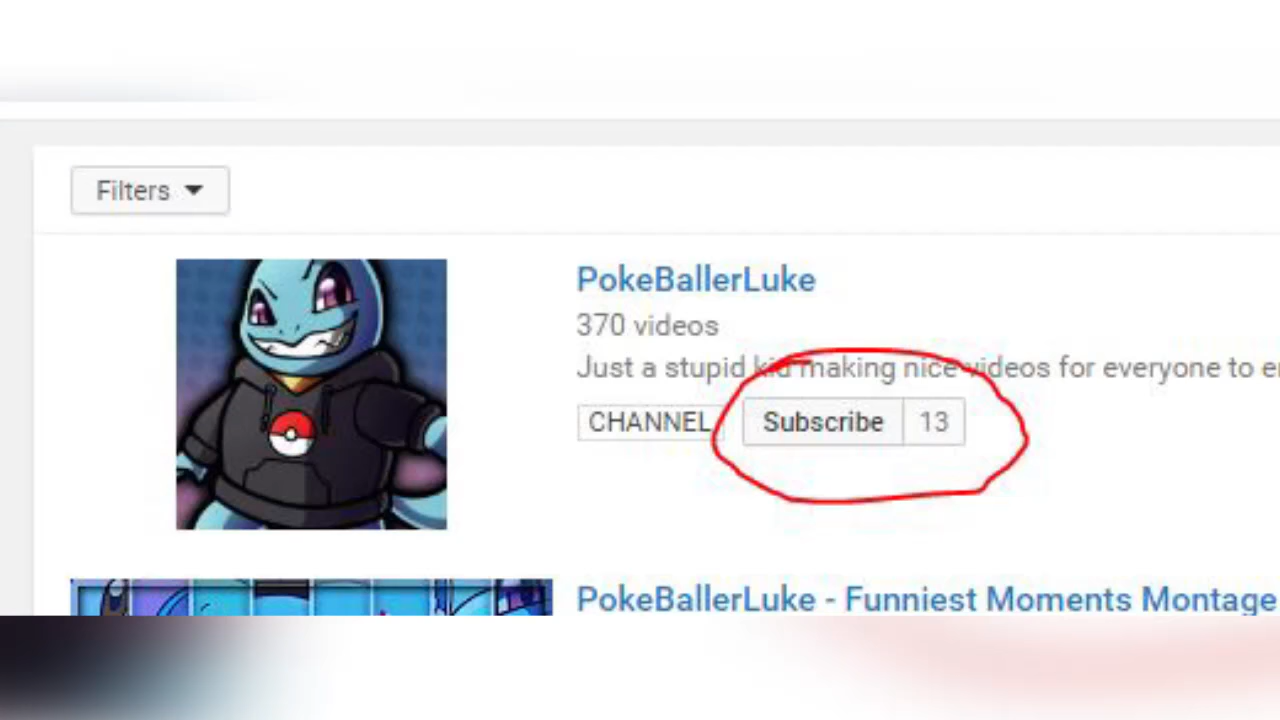 Filters
PokeBallerLuke
370 videos
Just a stupid kid making nice videos for everyone to
CHANNEL
Subscribe 13
PokeBallerLuke - Funniest Moments Montage